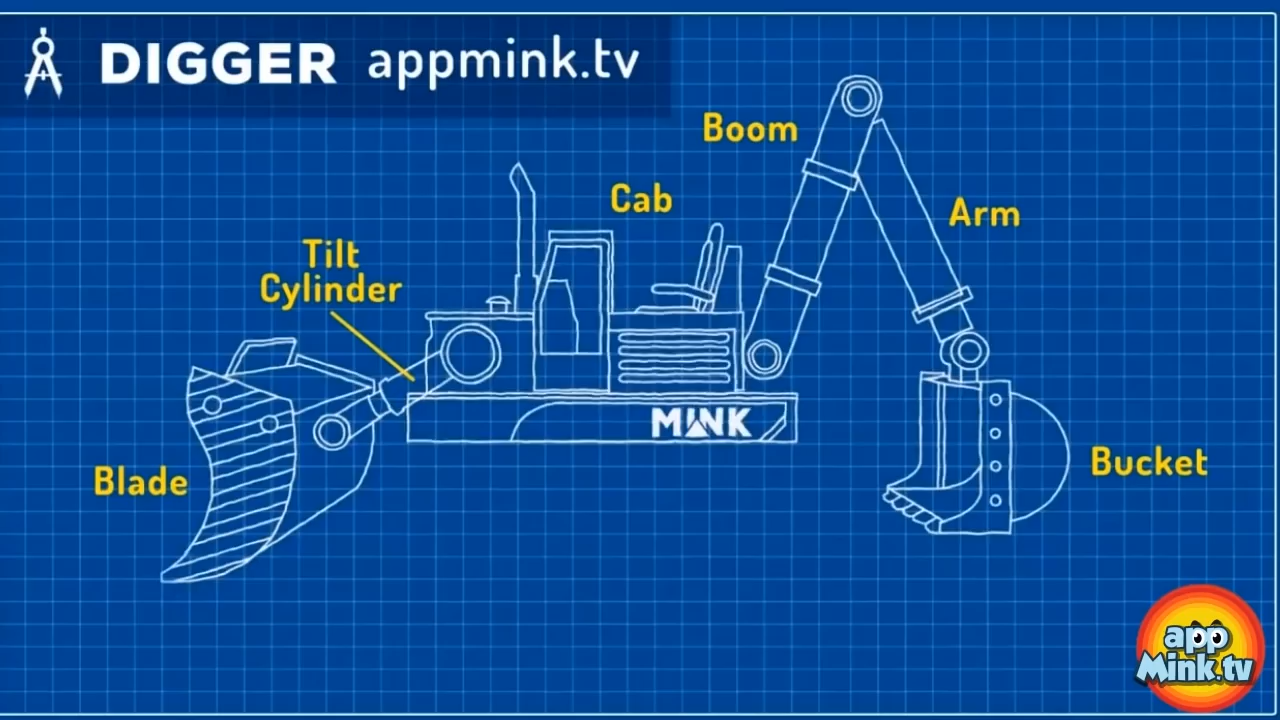 DIGGER appmink.tv
Boom
Cab
Arm
Tilt
Cylinder
MINK
Blade
Bucket
app
Mink.tv